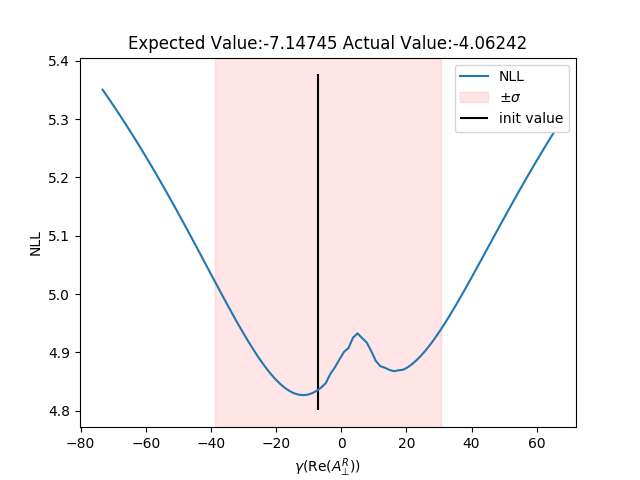 Expected Value:-7.14745 Actual Value:-4.06242
NLL
±σ
init value
5.4
5.3
5.2
5.1
5.0
4.9
4.8
NLL
−80 −60 −40 −20 0 20 40 60
γ(Re(A_⊥^R))